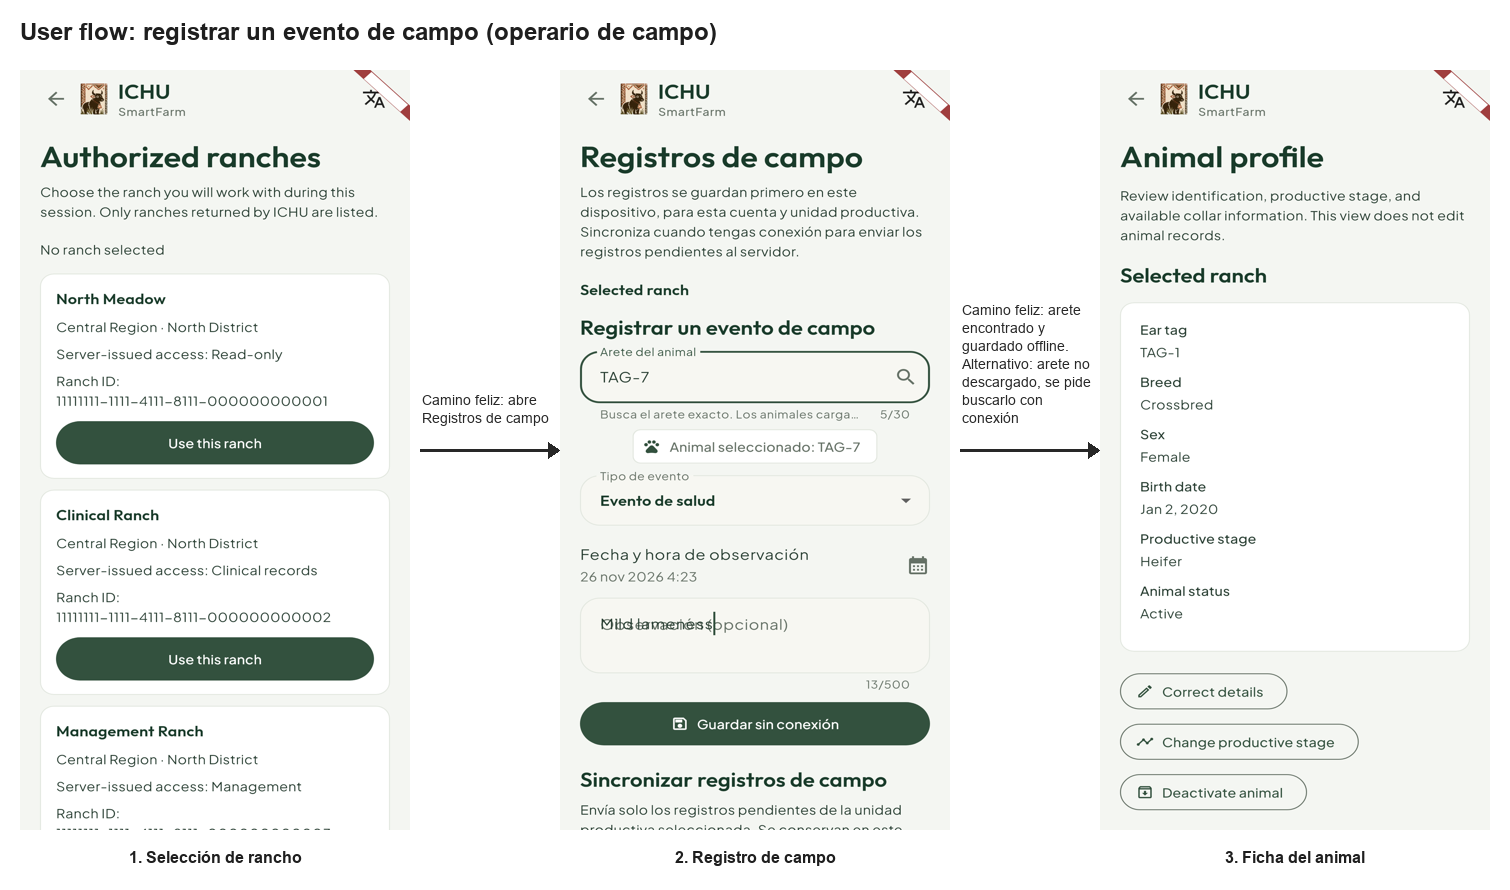 User flow: registrar un evento de campo (operario de campo)
ICHU
SmartFarm
Authorized ranches
Choose the ranch you will work with during this
session. Only ranches returned by ICHU are listed.
No ranch selected
North Meadow
Central Region · North District
Server-issued access: Read-only
Ranch ID:
11111111-1111-4111-8111-000000000001
Use this ranch
Clinical Ranch
Central Region · North District
Server-issued access: Clinical records
Ranch ID:
11111111-1111-4111-8111-000000000002
Use this ranch
Management Ranch
Central Region · North District
Server-issued access: Management
Ranch ID:
1. Selección de rancho
Camino feliz: abre
Registros de campo
ICHU
SmartFarm
Registros de campo
Los registros se guardan primero en este
dispositivo, para esta cuenta y unidad productiva.
Sincroniza cuando tengas conexión para enviar los
registros pendientes al servidor.
Selected ranch
Registrar un evento de campo
Arete del animal
TAG-7
Busca el arete exacto. Los animales carga... 5/30
Animal seleccionado: TAG-7
Tipo de evento
Evento de salud
Fecha y hora de observación
26 nov 2026 4:23
Mild lameness
(opcional)
13/500
Guardar sin conexión
Sincronizar registros de campo
Envía solo los registros pendientes de la unidad
productiva seleccionada. Se conservan en este
2. Registro de campo
Camino feliz: arete
encontrado y
guardado offline.
Alternativo: arete no
descargado, se pide
buscarlo con
conexión
ICHU
SmartFarm
Animal profile
Review identification, productive stage, and
available collar information. This view does not edit
animal records.
Selected ranch
Ear tag
TAG-1
Breed
Crossbred
Sex
Female
Birth date
Jan 2, 2020
Productive stage
Heifer
Animal status
Active
Correct details
Change productive stage
Deactivate animal
3. Ficha del animal